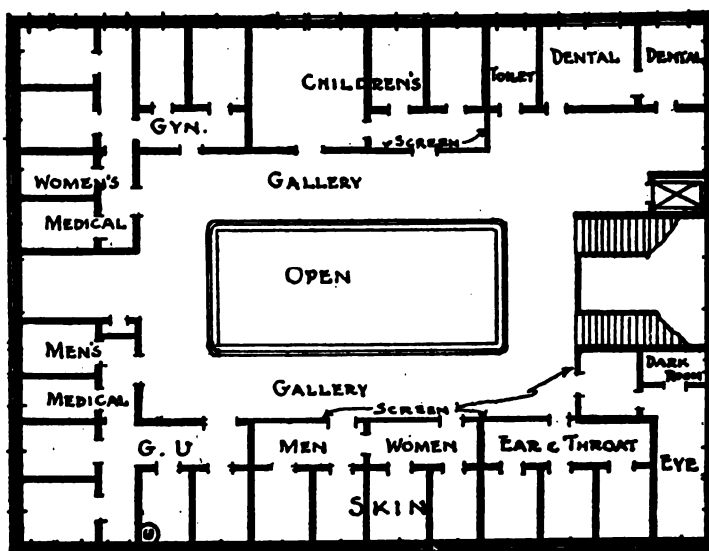 CHILDREN'S
TOILET
DENTAL
DENTAL
GYN.
SCREEN
WOMEN'S
MEDICAL
GALLERY
OPEN
MEN'S
MEDICAL
DARK
ROOM
GALLERY
SCREEN
G. U
MEN
WOMEN
EAR & THROAT
EYE
SKIN